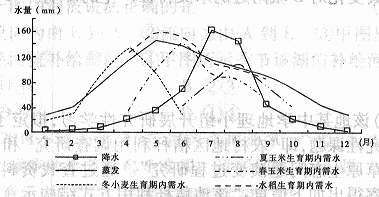 水量（mm）
160
120
80
40
0
1 2 3 4 5 6 7 8 9 10 11 12 （月）
降水 夏玉米生育期内需水
蒸发 春玉米生育期内需水
冬小麦生育期内需水 水稻生育期内需水